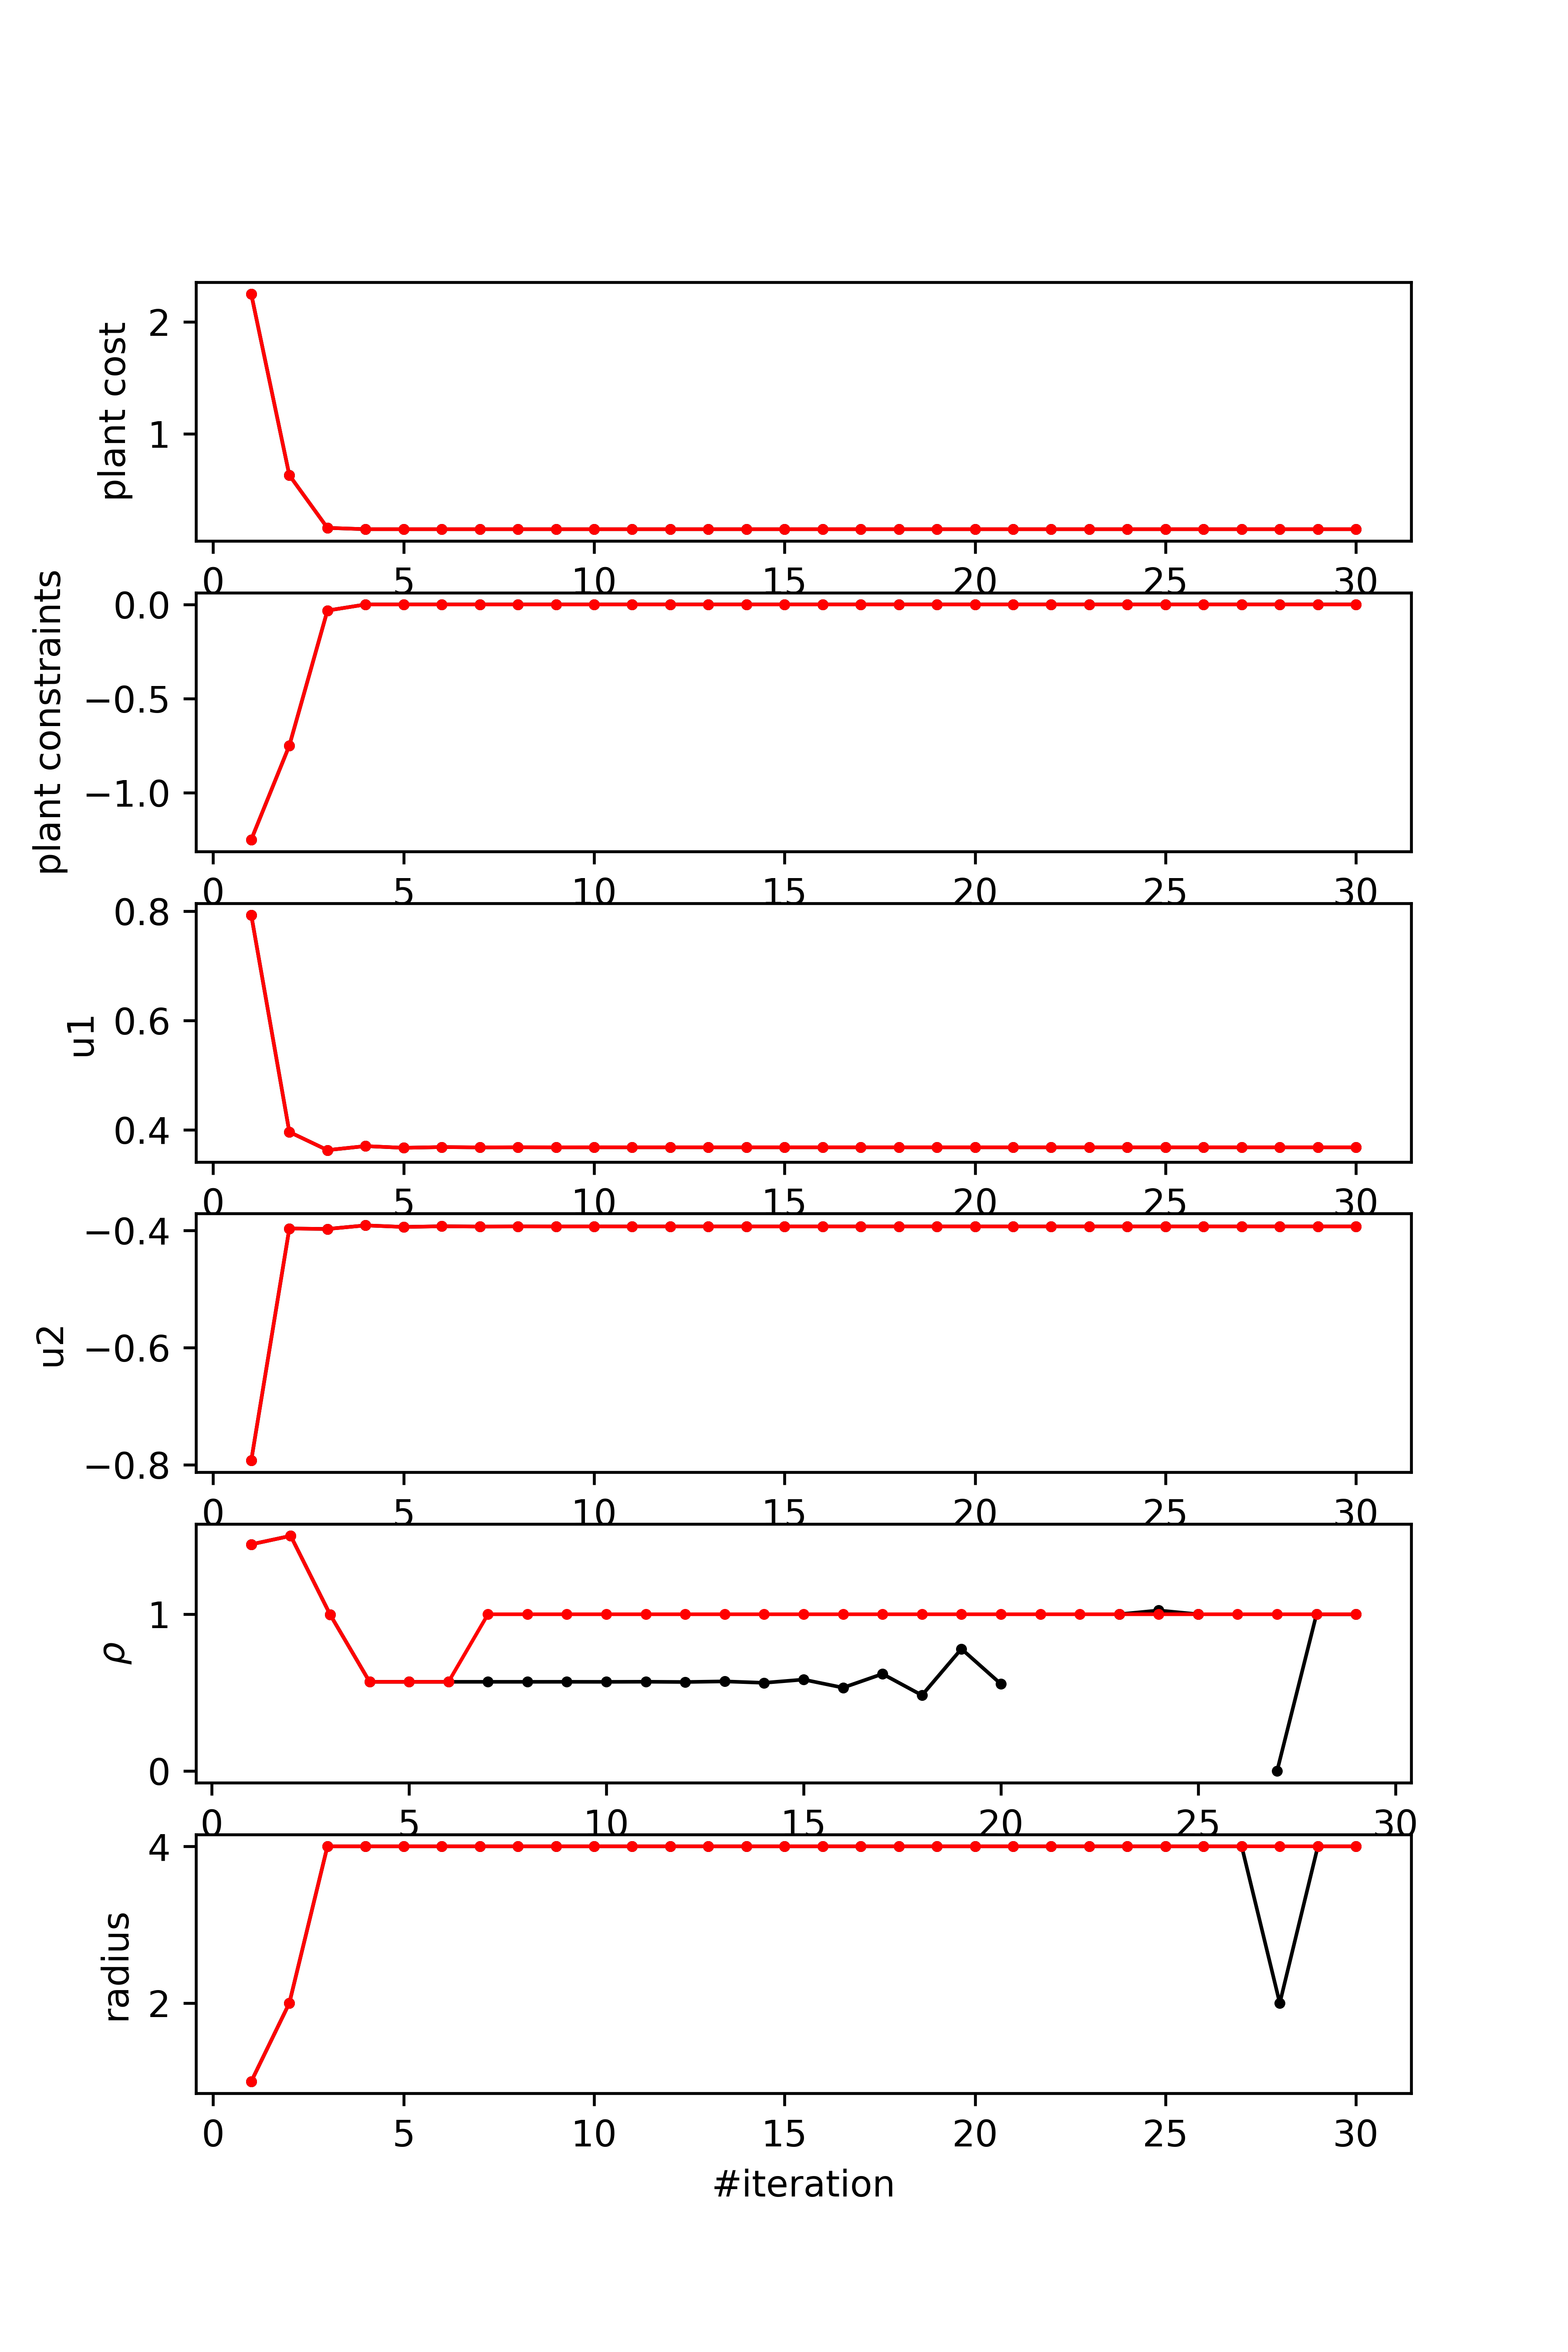 plant cost
2
1
0 5 10 15 20 25 30
plant constraints
0.0
−0.5
−1.0
0 5 10 15 20 25 30
u1
0.8
0.6
0.4
0 5 10 15 20 25 30
u2
−0.4
−0.6
−0.8
0 5 10 15 20 25 30
ρ
1
0
0 5 10 15 20 25 30
radius
4
2
0 5 10 15 20 25 30
#iteration